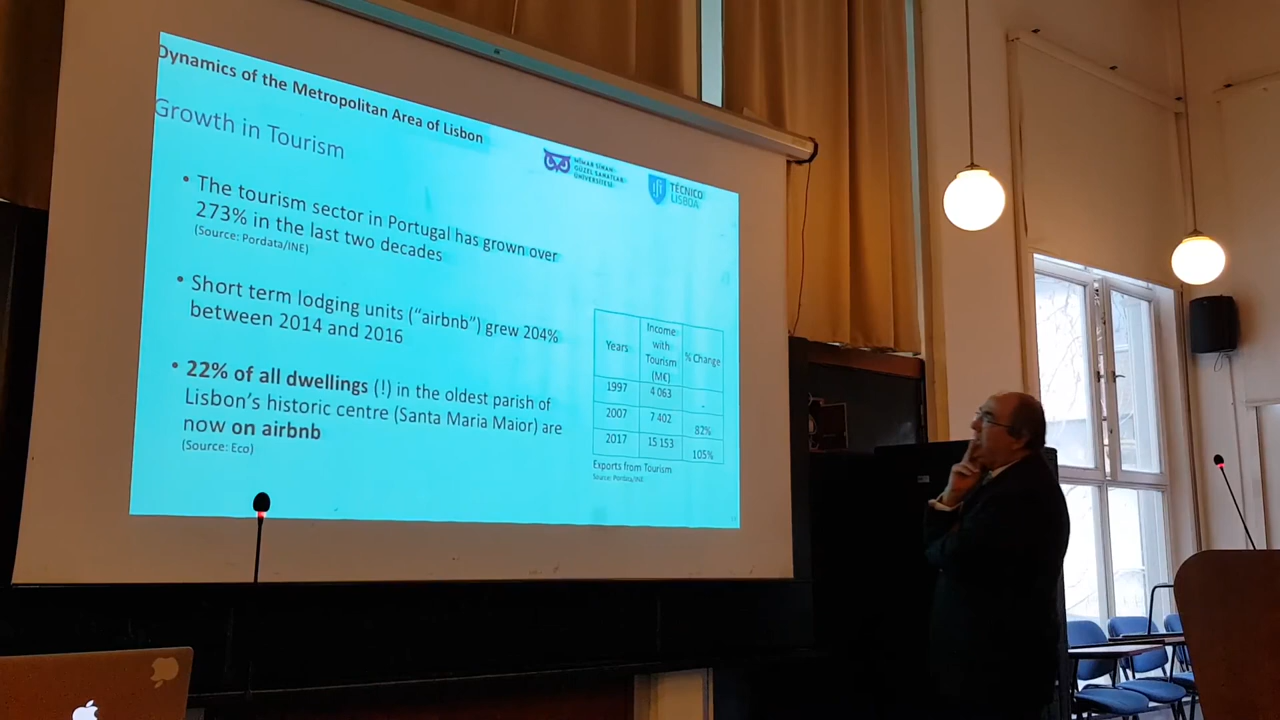 Dynamics of the Metropolitan Area of Lisbon
Growth in Tourism
MİMAR SİNAN
GÜZEL SANATLAR
ÜNİVERSİTESİ
TÉCNICO
LISBOA
• The tourism sector in Portugal has grown over
273% in the last two decades
(Source: Pordata/INE)
• Short term lodging units (“airbnb”) grew 204%
between 2014 and 2016
• 22% of all dwellings (!) in the oldest parish of
Lisbon’s historic centre (Santa Maria Maior) are
now on airbnb
(Source: Eco)
Years Income with Tourism (M€) % Change
1997 4 063 -
2007 7 402 82%
2017 15 153 105%
Exports from Tourism
Source: Pordata/INE